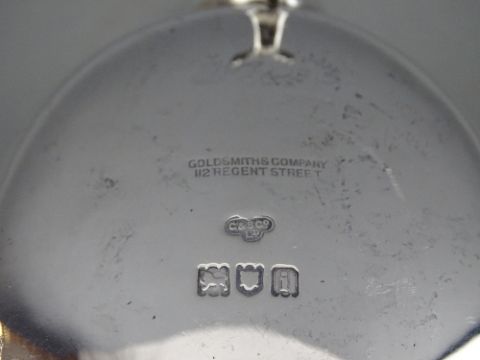 GOLDSMITHS COMPANY
112 REGENT STREET
i